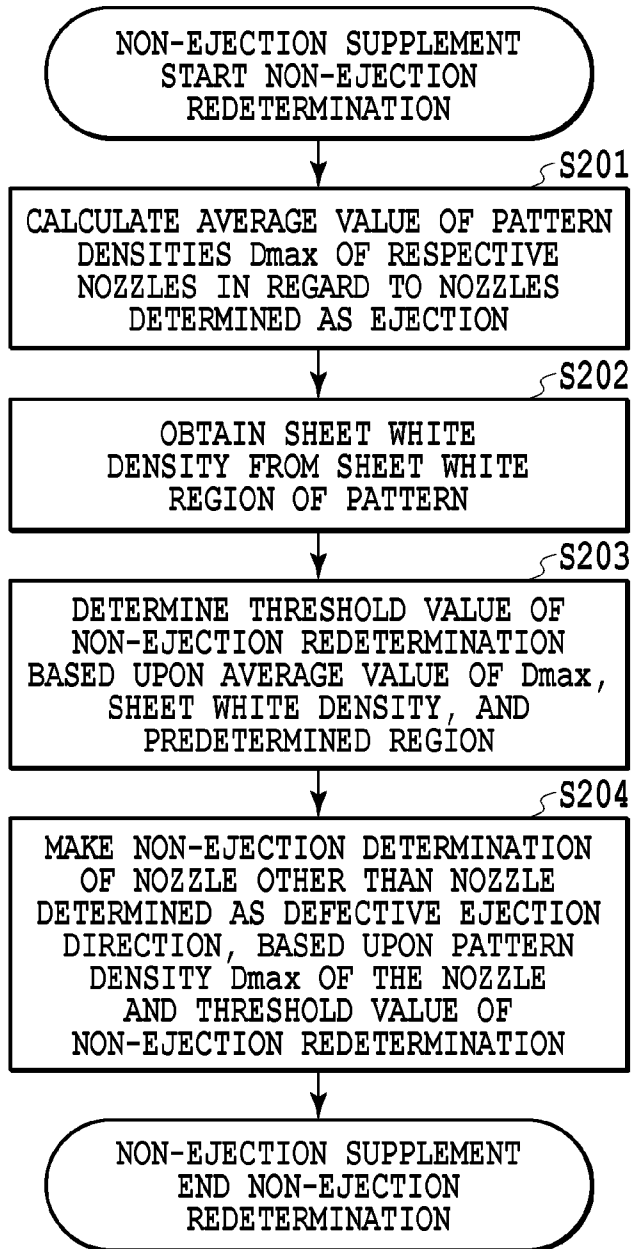 NON-EJECTION SUPPLEMENT
START NON-EJECTION
REDETERMINATION
S201
CALCULATE AVERAGE VALUE OF PATTERN
DENSITIES Dmax OF RESPECTIVE
NOZZLES IN REGARD TO NOZZLES
DETERMINED AS EJECTION
S202
OBTAIN SHEET WHITE
DENSITY FROM SHEET WHITE
REGION OF PATTERN
S203
DETERMINE THRESHOLD VALUE OF
NON-EJECTION REDETERMINATION
BASED UPON AVERAGE VALUE OF Dmax,
SHEET WHITE DENSITY, AND
PREDETERMINED REGION
S204
MAKE NON-EJECTION DETERMINATION
OF NOZZLE OTHER THAN NOZZLE
DETERMINED AS DEFECTIVE EJECTION
DIRECTION, BASED UPON PATTERN
DENSITY Dmax OF THE NOZZLE
AND THRESHOLD VALUE OF
NON-EJECTION REDETERMINATION
NON-EJECTION SUPPLEMENT
END NON-EJECTION
REDETERMINATION